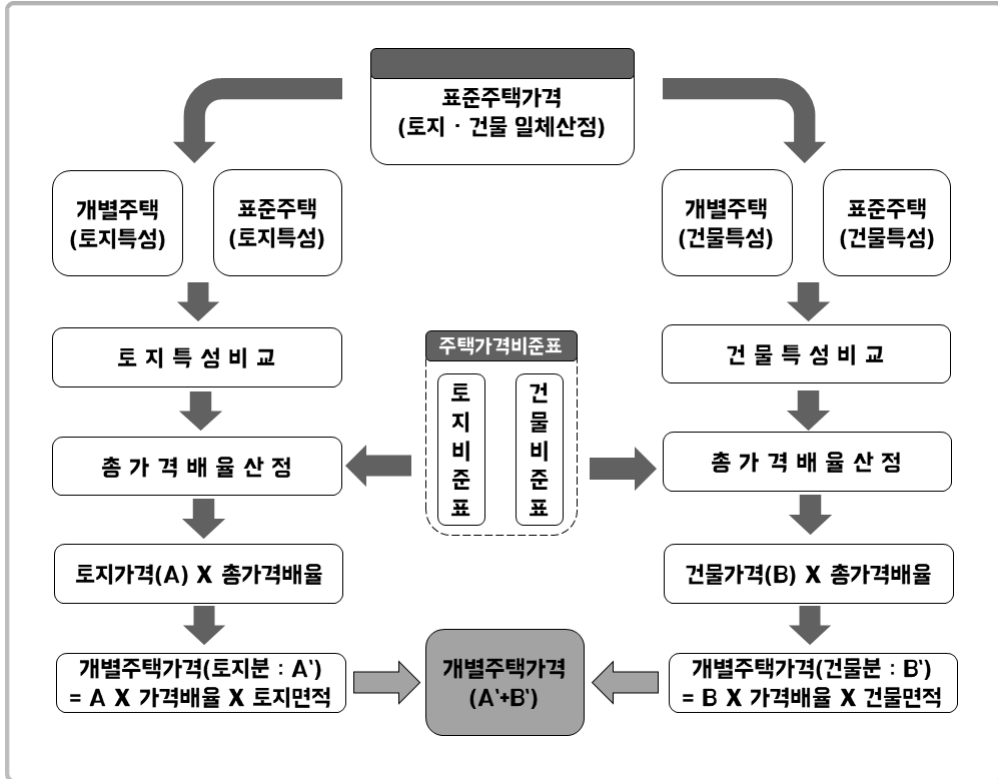 표준주택가격
(토지 · 건물 일체산정)
개별주택
(토지특성)
표준주택
(토지특성)
개별주택
(건물특성)
표준주택
(건물특성)
토 지 특 성 비 교
주택가격비준표
토지비준표
건물비준표
건 물 특 성 비 교
총 가 격 배 율 산 정
총 가 격 배 율 산 정
토지가격(A) X 총가격배율
건물가격(B) X 총가격배율
개별주택가격(토지분 : A')
= A X 가격배율 X 토지면적
개별주택가격
(A'+B')
개별주택가격(건물분 : B')
= B X 가격배율 X 건물면적